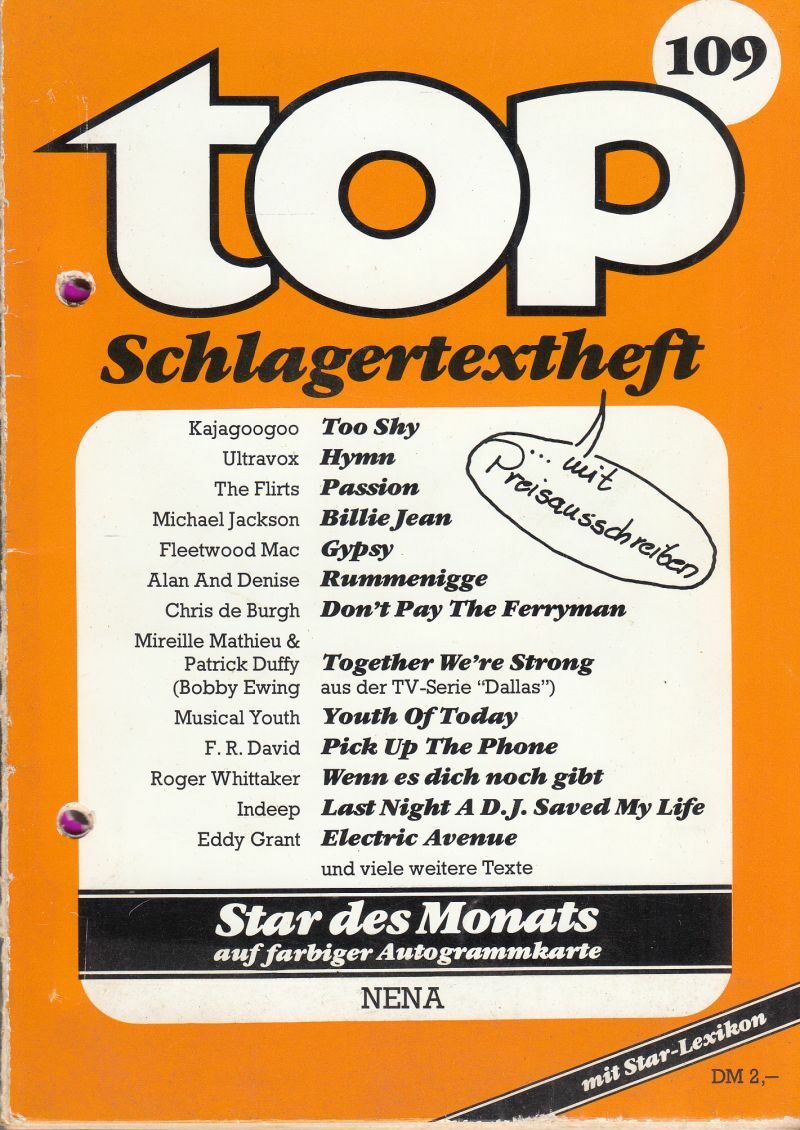 109
top
Schlagertextheft
... mit
Preisausschreiben
Kajagoogoo Too Shy
Ultravox Hymn
The Flirts Passion
Michael Jackson Billie Jean
Fleetwood Mac Gypsy
Alan And Denise Rummenigge
Chris de Burgh Don't Pay The Ferryman
Mireille Mathieu &
Patrick Duffy Together We're Strong
(Bobby Ewing aus der TV-Serie “Dallas”)
Musical Youth Youth Of Today
F. R. David Pick Up The Phone
Roger Whittaker Wenn es dich noch gibt
Indeep Last Night A D.J. Saved My Life
Eddy Grant Electric Avenue
und viele weitere Texte
Star des Monats
auf farbiger Autogrammkarte
NENA
mit Star-Lexikon
DM 2,–